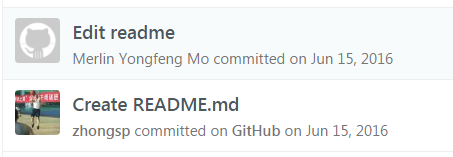 Edit readme
Merlin Yongfeng Mo committed on Jun 15, 2016
Create README.md
zhongsp committed on GitHub on Jun 15, 2016